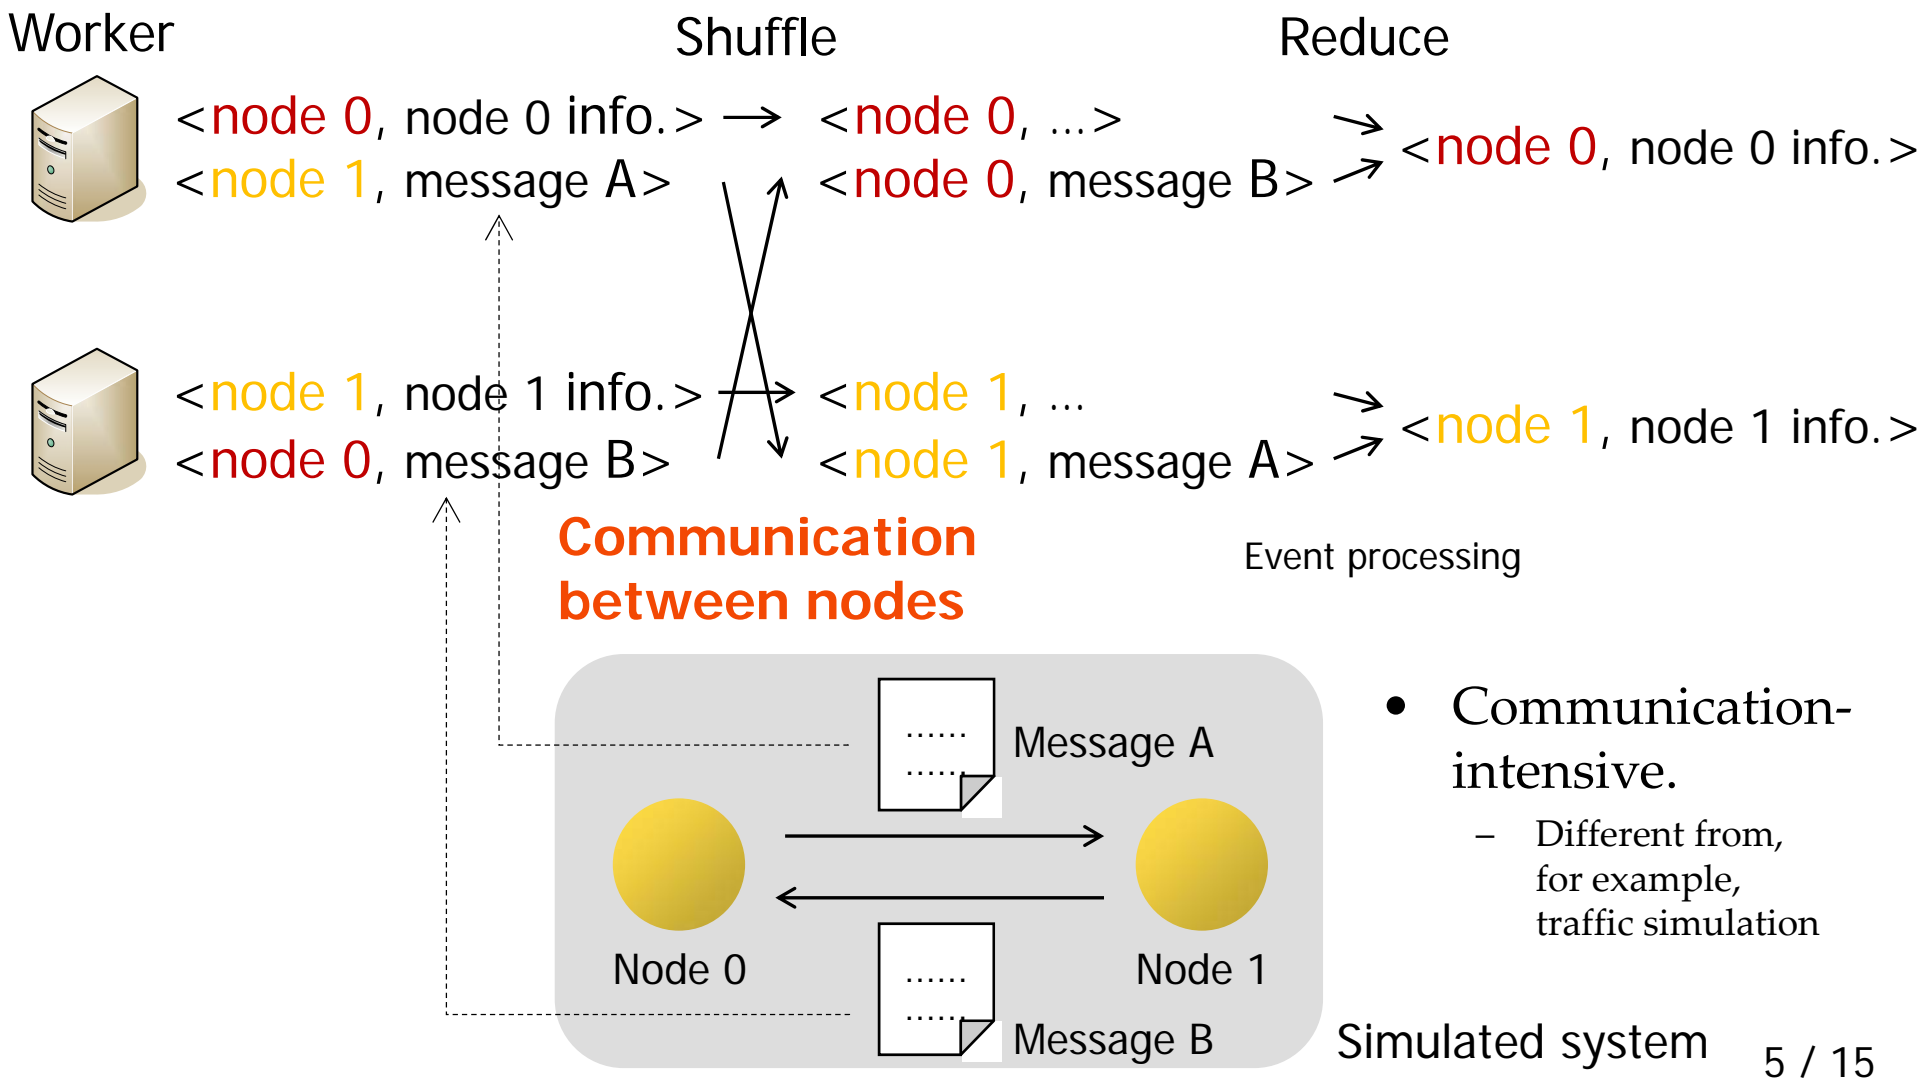 Worker Shuffle Reduce
<node 0, node 0 info.> <node 0, ...>
<node 1, message A> <node 0, message B>
<node 0, node 0 info.>
<node 1, node 1 info.> <node 1, ...
<node 0, message B> <node 1, message A>
<node 1, node 1 info.>
Communication
between nodes
Event processing
......
......
Message A
Node 0
Node 1
......
......
Message B
• Communication-
intensive.
– Different from,
for example,
traffic simulation
Simulated system
5 / 15